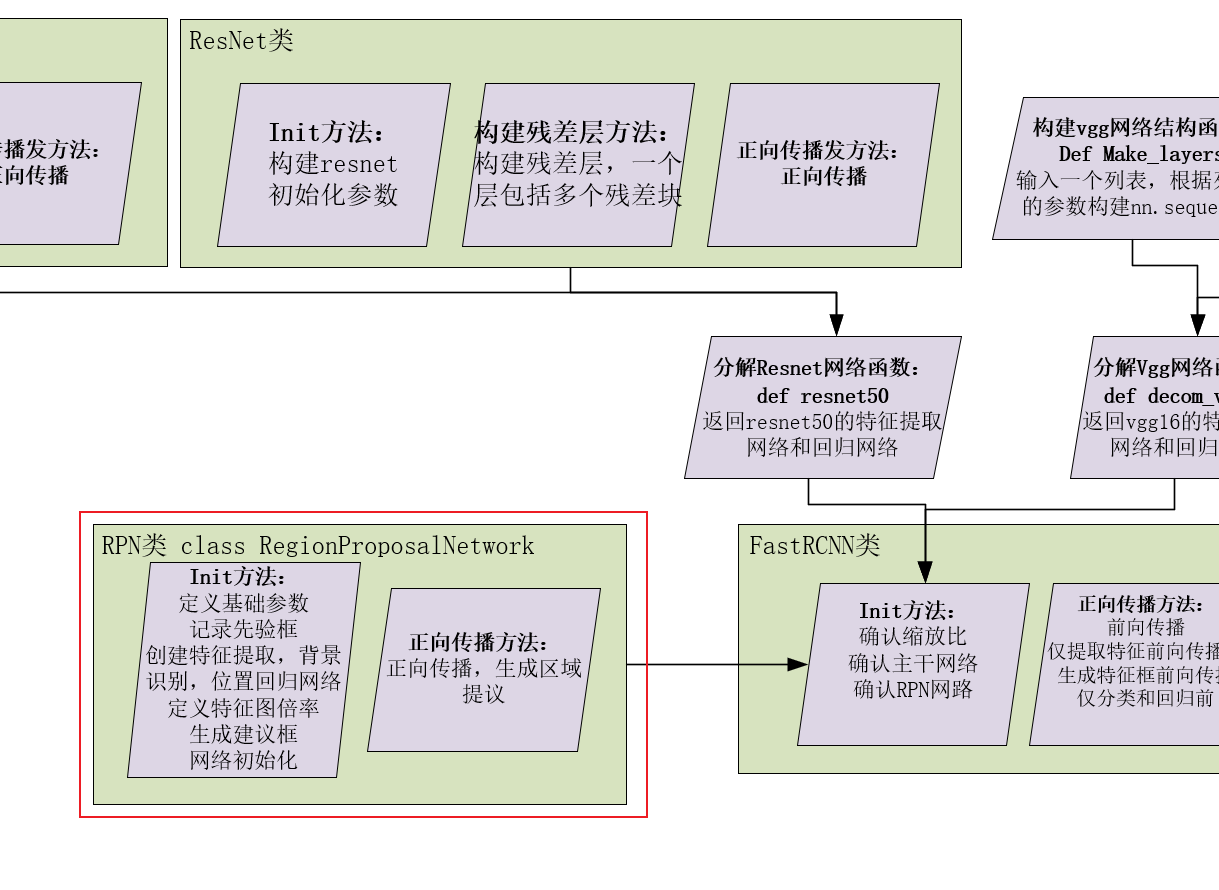 ResNet类
播发方法：
向传播
Init方法：
构建resnet
初始化参数
构建残差层方法：
构建残差层，一个
层包括多个残差块
正向传播发方法：
正向传播
构建vgg网络结构函
Def Make_layers
输入一个列表，根据
的参数构建nn.seque
分解Resnet网络函数：
def resnet50
返回resnet50的特征提取
网络和回归网络
分解Vgg网络
def decom_v
返回vgg16的特
网络和回归
RPN类 class RegionProposalNetwork
Init方法：
定义基础参数
记录先验框
创建特征提取，背景
识别，位置回归网络
定义特征图倍率
生成建议框
网络初始化
正向传播方法：
正向传播，生成区域
提议
FastRCNN类
Init方法：
确认缩放比
确认主干网络
确认RPN网路
正向传播方法：
前向传播
仅提取特征前向传播
生成特征框前向传
仅分类和回归前